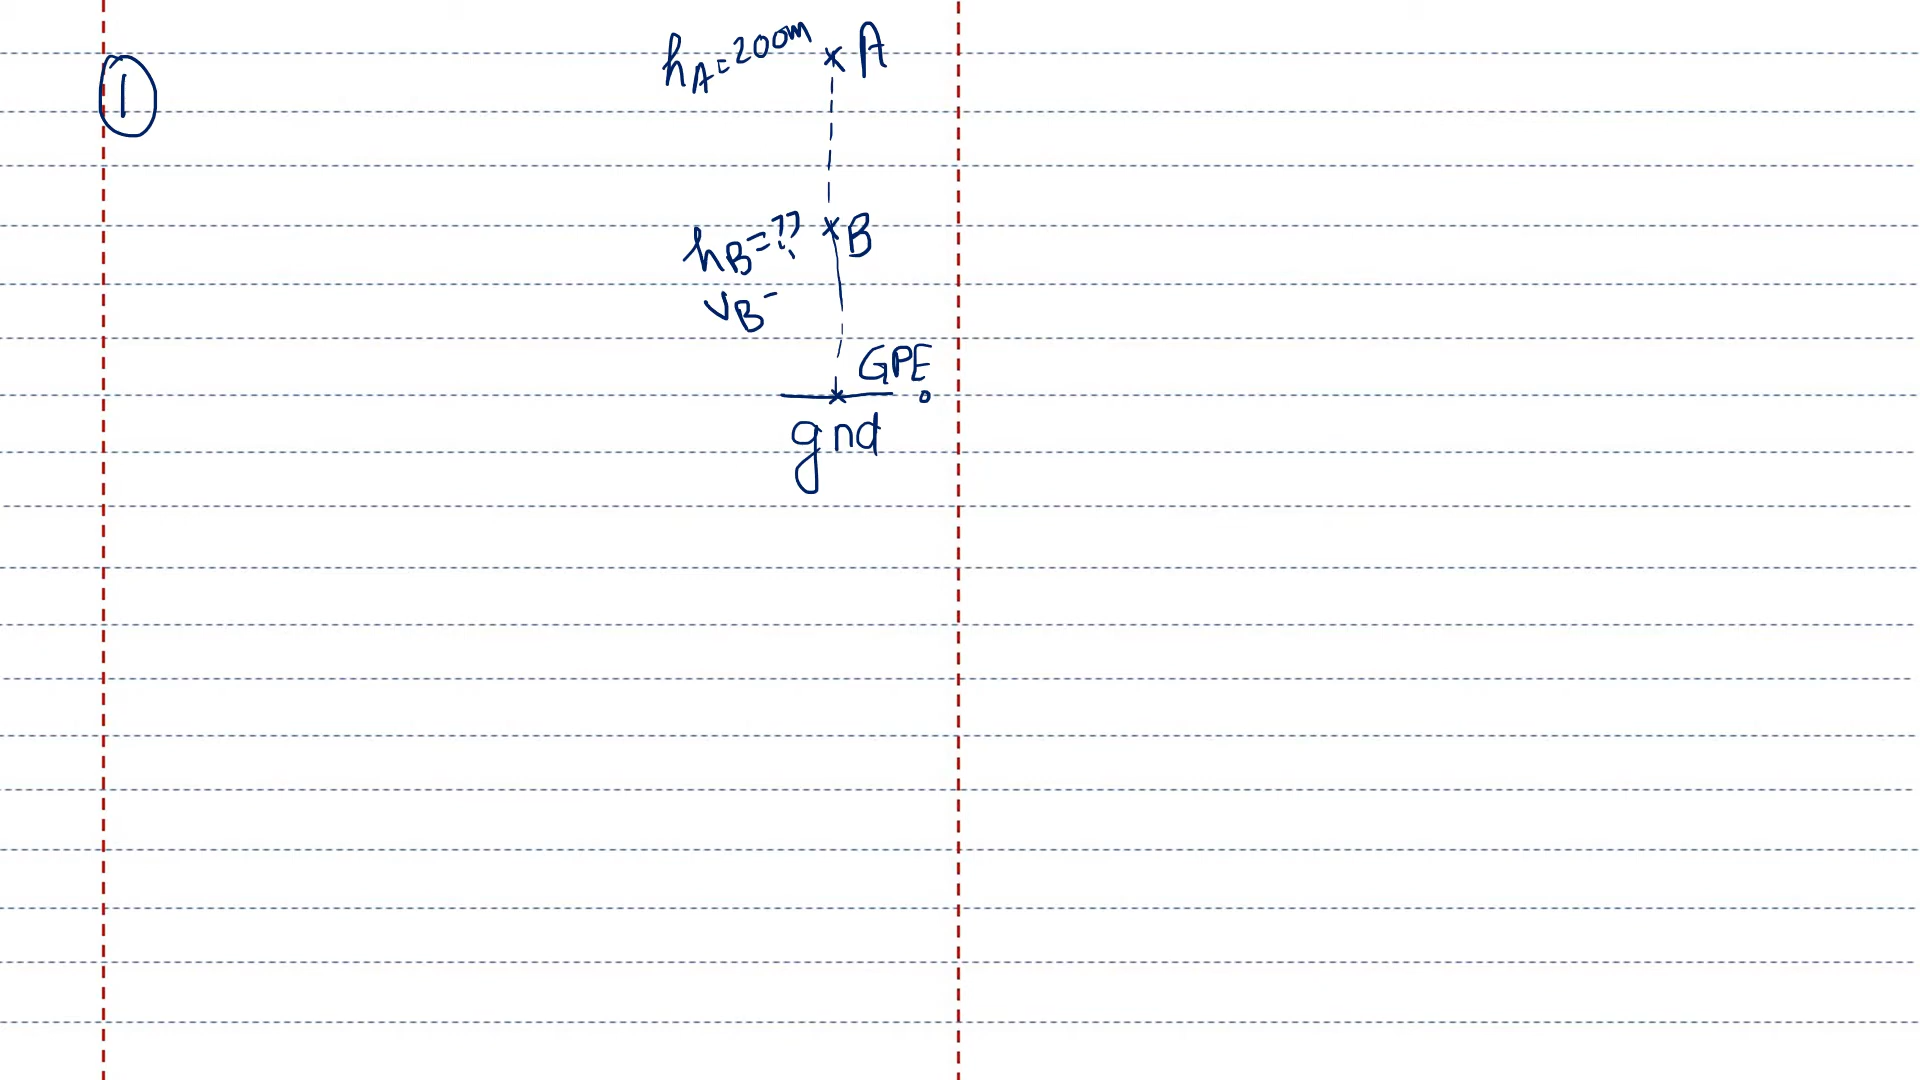 ①
hA=200m A
hB=?? B
VB=
GPE
0
gnd